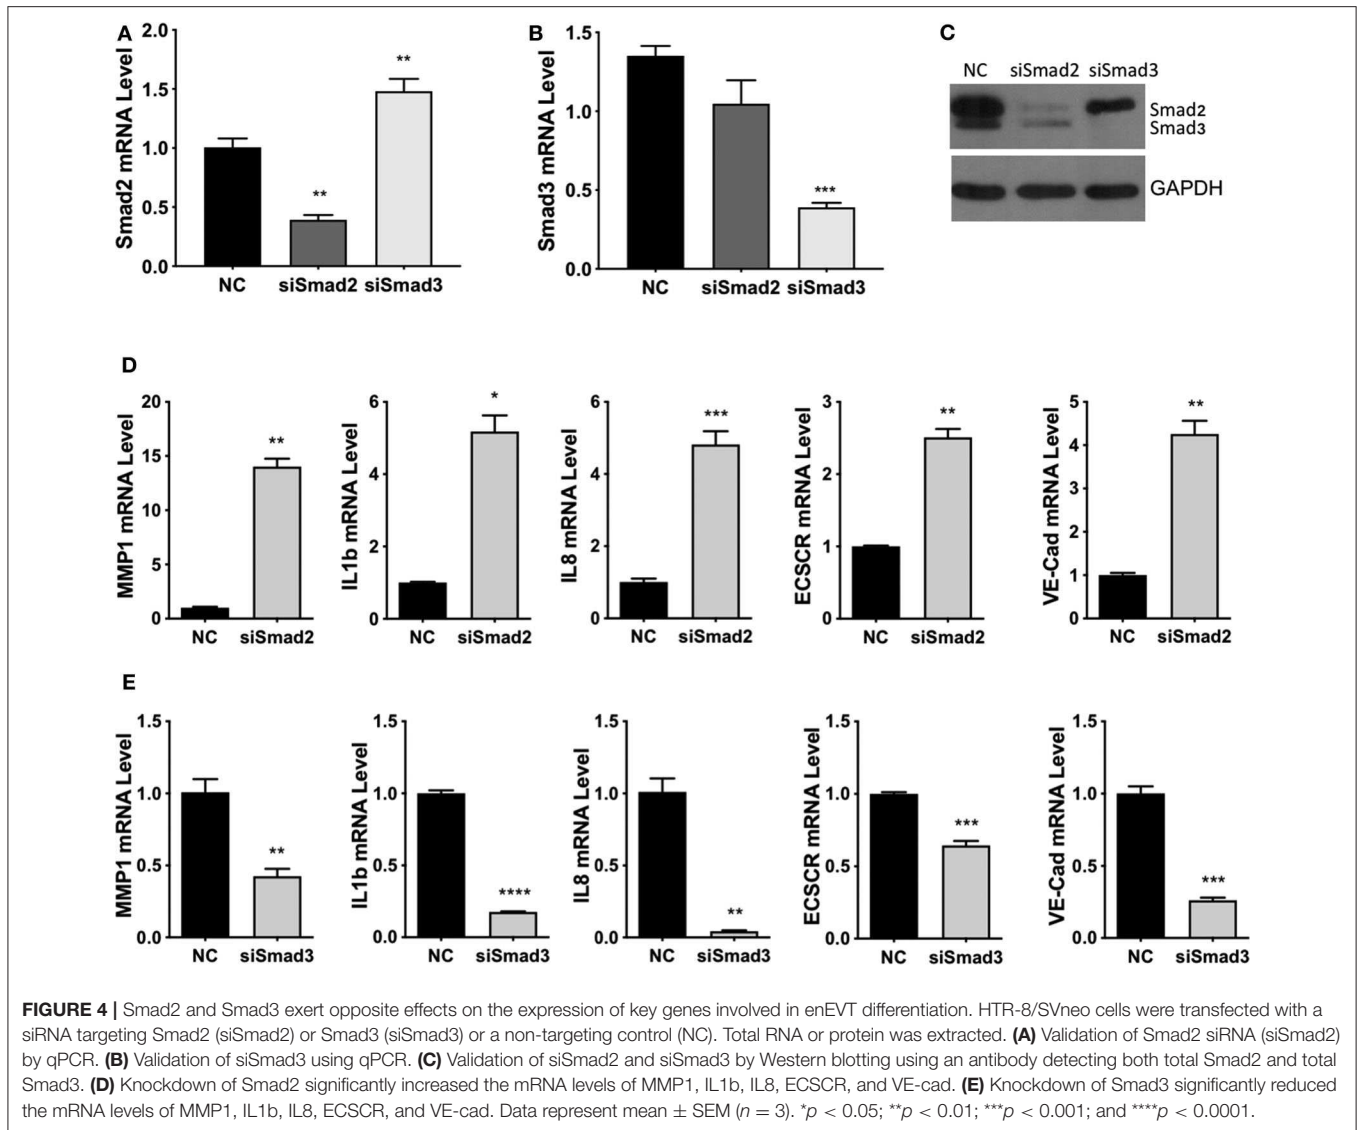 A
Smad2 mRNA Level
2.0
1.5
1.0
0.5
0.0
**
**
NC siSmad2 siSmad3
B
Smad3 mRNA Level
1.5
1.0
0.5
0.0
***
NC siSmad2 siSmad3
C
NC siSmad2 siSmad3
Smad2
Smad3
GAPDH
D
MMP1 mRNA Level
20
15
10
5
0
**
NC siSmad2
IL1b mRNA Level
6
4
2
0
*
NC siSmad2
IL8 mRNA Level
6
4
2
0
***
NC siSmad2
ECSCR mRNA Level
3
2
1
0
**
NC siSmad2
VE-Cad mRNA Level
5
4
3
2
1
0
**
NC siSmad2
E
MMP1 mRNA Level
1.5
1.0
0.5
0.0
**
NC siSmad3
IL1b mRNA Level
1.5
1.0
0.5
0.0
****
NC siSmad3
IL8 mRNA Level
1.5
1.0
0.5
0.0
**
NC siSmad3
ECSCR mRNA Level
1.5
1.0
0.5
0.0
***
NC siSmad3
VE-Cad mRNA Level
1.5
1.0
0.5
0.0
***
NC siSmad3
FIGURE 4 | Smad2 and Smad3 exert opposite effects on the expression of key genes involved in enEVT differentiation. HTR-8/SVneo cells were transfected with a
siRNA targeting Smad2 (siSmad2) or Smad3 (siSmad3) or a non-targeting control (NC). Total RNA or protein was extracted. (A) Validation of Smad2 siRNA (siSmad2)
by qPCR. (B) Validation of siSmad3 using qPCR. (C) Validation of siSmad2 and siSmad3 by Western blotting using an antibody detecting both total Smad2 and total
Smad3. (D) Knockdown of Smad2 significantly increased the mRNA levels of MMP1, IL1b, IL8, ECSCR, and VE-cad. (E) Knockdown of Smad3 significantly reduced
the mRNA levels of MMP1, IL1b, IL8, ECSCR, and VE-cad. Data represent mean ± SEM (n = 3). *p < 0.05; **p < 0.01; ***p < 0.001; and ****p < 0.0001.